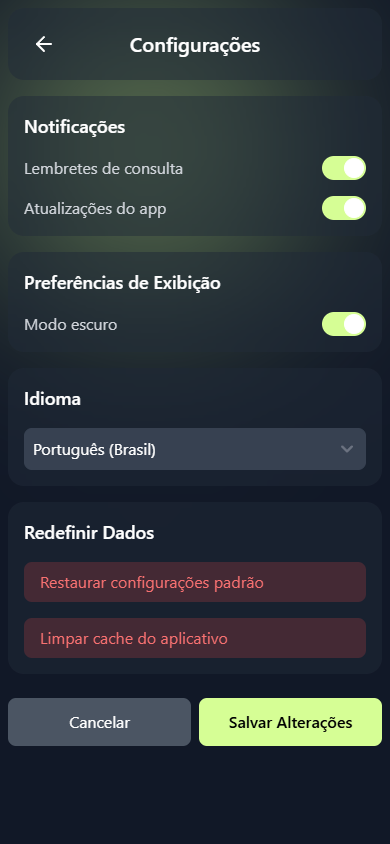 Configurações
Notificações
Lembretes de consulta
Atualizações do app
Preferências de Exibição
Modo escuro
Idioma
Português (Brasil)
Redefinir Dados
Restaurar configurações padrão
Limpar cache do aplicativo
Cancelar
Salvar Alterações